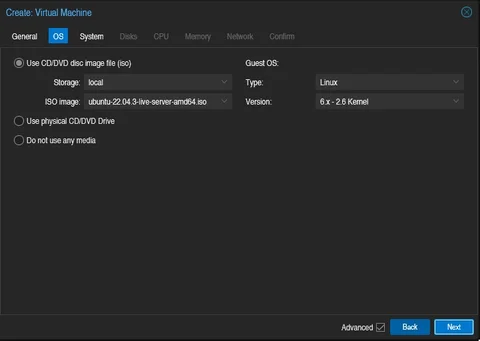 Create: Virtual Machine
General OS System Disks CPU Memory Network Confirm
Use CD/DVD disc image file (iso) Guest OS:
Storage: local Type: Linux
ISO image: ubuntu-22.04.3-live-server-amd64.iso Version: 6.x - 2.6 Kernel
Use physical CD/DVD Drive
Do not use any media
Advanced Back Next